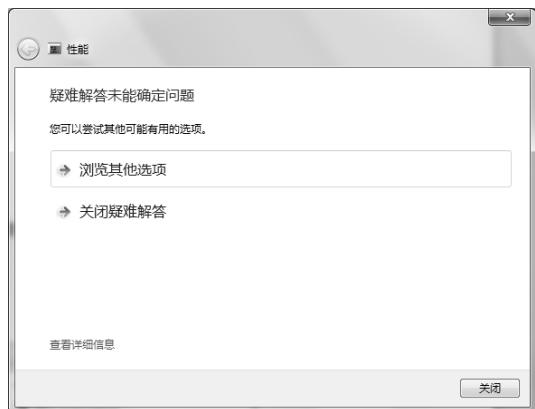 性能
疑难解答未能确定问题
您可以尝试其他可能有用的选项。
浏览其他选项
关闭疑难解答
查看详细信息
关闭